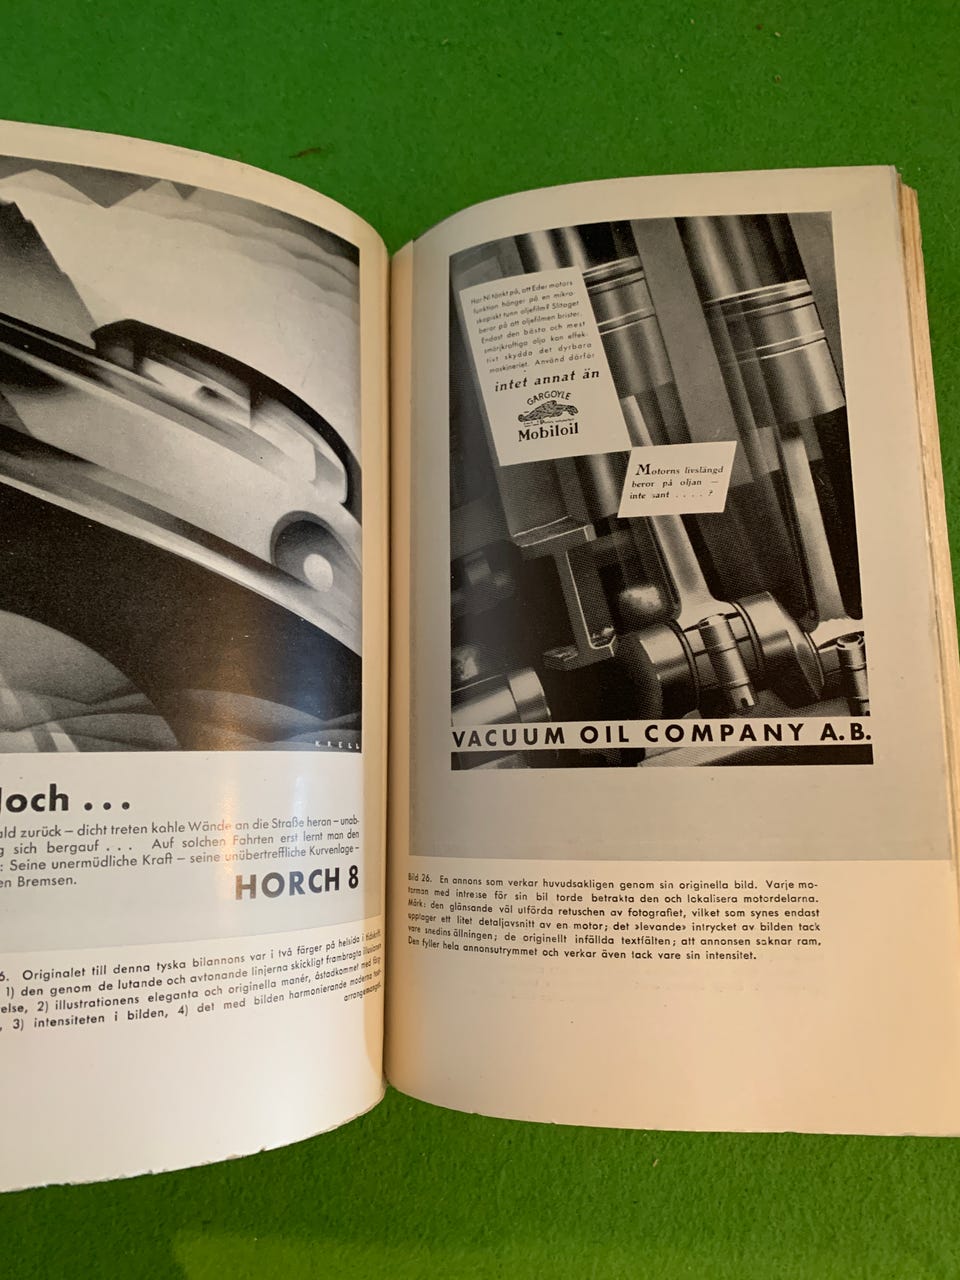 KRELL
och ...
ald zurück – dicht treten kahle Wände an die Straße heran – unab-
g sich bergauf ... Auf solchen Fahrten erst lernt man den
: Seine unermüdliche Kraft – seine unübertreffliche Kurvenlage –
en Bremsen.
HORCH 8
6. Originalet till denna tyska bilannons var i två färger på helsida i tidskrift.
1) den genom de lutande och avtonande linjerna skickligt frambragta illusionen
else, 2) illustrationens eleganta och originella manér, åstadkommet med
, 3) intensiteten i bilden, 4) det med bilden harmonierande moderna
arrangemanget.
Har Ni tänkt på, att Eder motors
funktion hänger på en mikro
skopiskt tunn oljefilm? Slitaget
beror på att oljefilmen brister.
Endast den bästa och mest
smörjkraftiga olja kan effek-
tivt skydda det dyrbara
maskineriet. Använd därför
intet annat än
GARGOYLE
Mobiloil
Motorns livslängd
beror på oljan —
inte sant . . . . ?
VACUUM OIL COMPANY A.B.
Bild 26. En annons som verkar huvudsakligen genom sin originella bild. Varje mo-
torman med intresse för sin bil torde betrakta den och lokalisera motordelarna.
Märk: den glänsande väl utförda retuschen av fotografiet, vilket som synes endast
upptager ett litet detaljavsnitt av en motor; det »levande» intrycket av bilden tack
vare snedinställningen; de originellt infällda textfälten; att annonsen saknar ram.
Den fyller hela annonsutrymmet och verkar även tack vare sin intensitet.